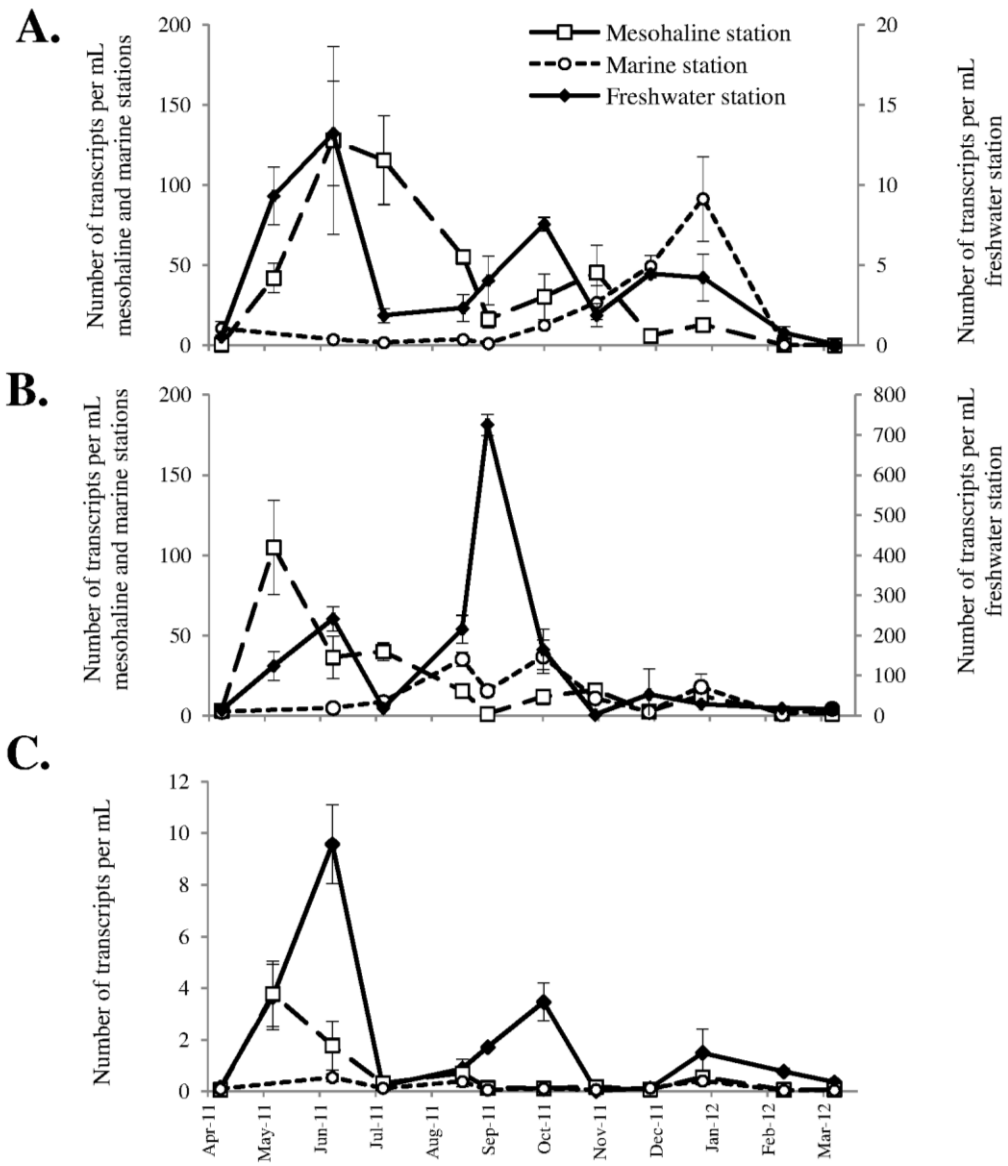 A.
Number of transcripts per mL
mesohaline and marine stations
200
150
100
50
0
Mesohaline station
Marine station
Freshwater station
20
15
10
5
0
Number of transcripts per mL
freshwater station
B.
Number of transcripts per mL
mesohaline and marine stations
200
150
100
50
0
800
700
600
500
400
300
200
100
0
Number of transcripts per mL
freshwater station
C.
Number of transcripts per mL
12
10
8
6
4
2
0
Apr-11
May-11
Jun-11
Jul-11
Aug-11
Sep-11
Oct-11
Nov-11
Dec-11
Jan-12
Feb-12
Mar-12